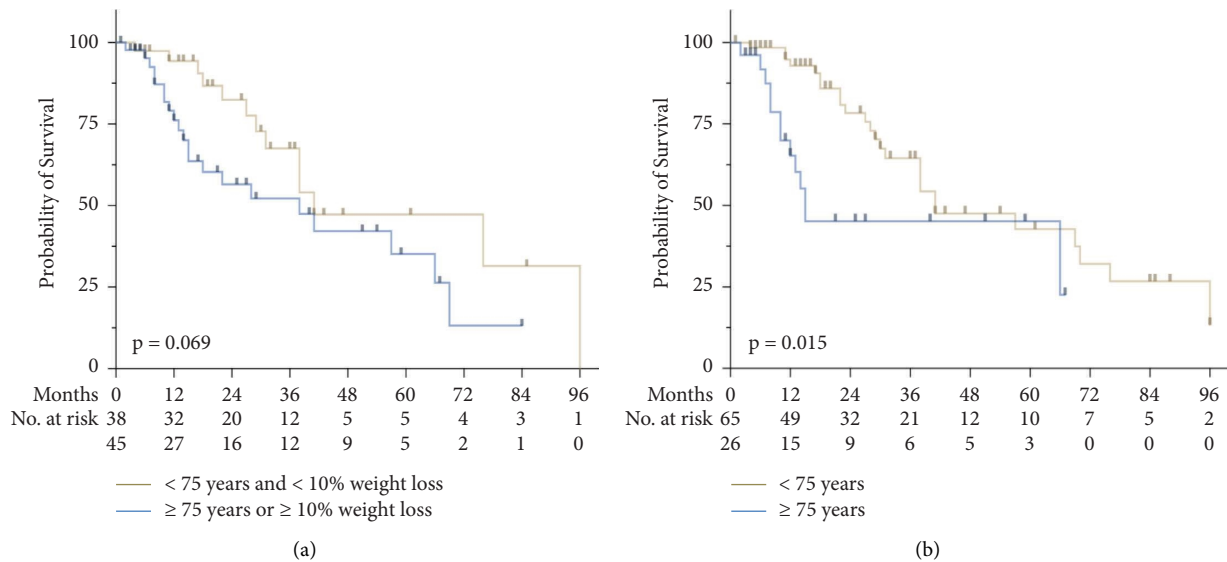 100
75
50
25
0
Probability of Survival
p = 0.069
Months 0 12 24 36 48 60 72 84 96
No. at risk 38 32 20 12 5 5 4 3 1
45 27 16 12 9 5 2 1 0
< 75 years and < 10% weight loss
≥ 75 years or ≥ 10% weight loss
(a)
100
75
50
25
0
Probability of Survival
p = 0.015
Months 0 12 24 36 48 60 72 84 96
No. at risk 65 49 32 21 12 10 7 5 2
26 15 9 6 5 3 0 0 0
< 75 years
≥ 75 years
(b)